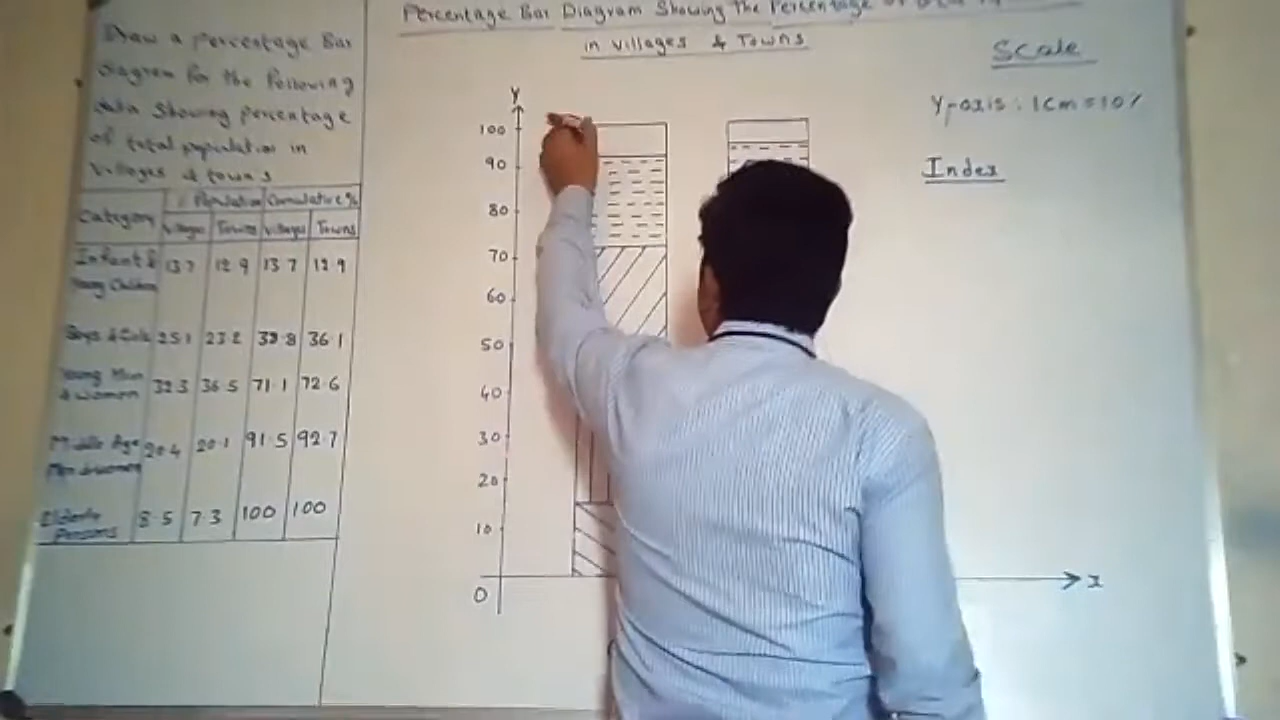 Percentage Bar Diagram Showing The Percentage of
in Villages & Towns
Draw a Percentage Bar
Diagram for the Following
data Showing percentage
of total population in
Villages & towns
Category
% Population
Cumulative %
Villages Towns Villages Towns
Infant &
Young Children
13.7 12.9 13.7 12.9
Boys & Girls 25.1 23.2 38.8 36.1
Young Men
& women
32.3 36.5 71.1 72.6
Middle Age
Men & women
20.4 20.1 91.5 92.7
Elderly
Persons
8.5 7.3 100 100
Y
100
90
80
70
60
50
40
30
20
10
0
X
Scale
Y-axis : 1cm = 10%
Index